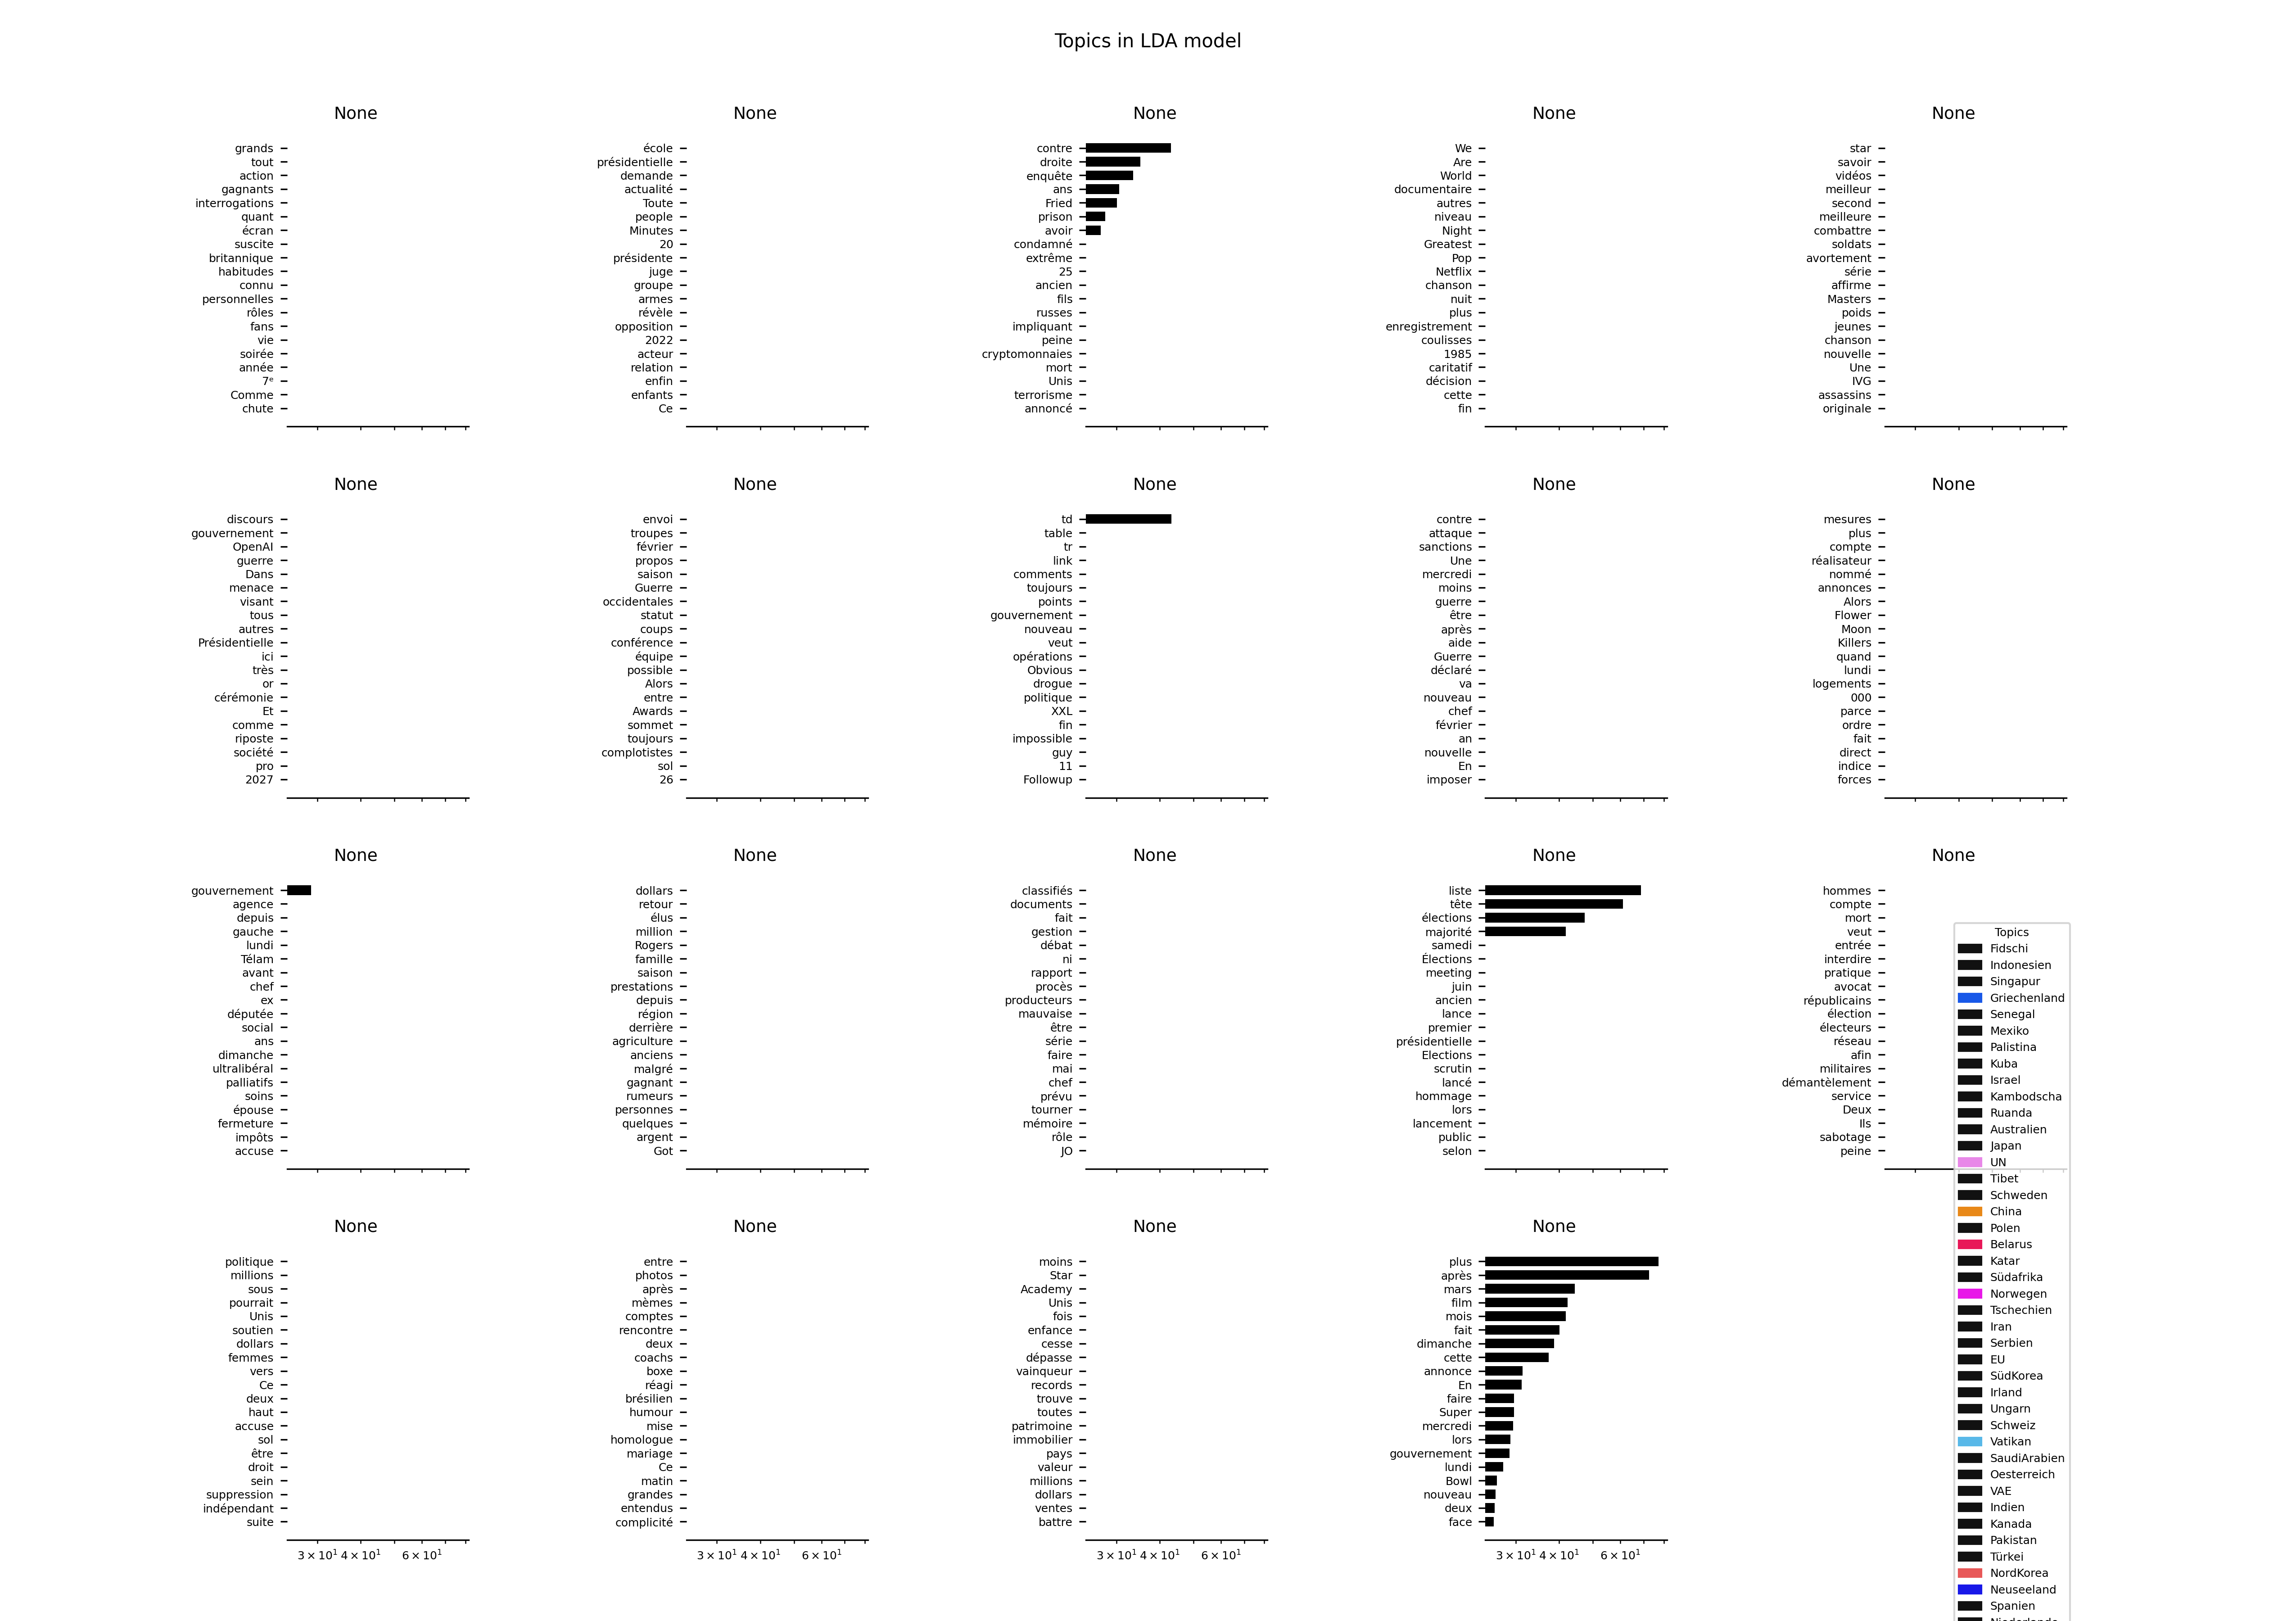 Topics in LDA model
None
grands
tout
action
gagnants
interrogations
quant
écran
suscite
britannique
habitudes
connu
personnelles
rôles
fans
vie
soirée
année
7ᵉ
Comme
chute
None
école
présidentielle
demande
actualité
Toute
people
Minutes
20
présidente
juge
groupe
armes
révèle
opposition
2022
acteur
relation
enfin
enfants
Ce
None
contre
droite
enquête
ans
Fried
prison
avoir
condamné
extrême
25
ancien
fils
russes
impliquant
peine
cryptomonnaies
mort
Unis
terrorisme
annoncé
None
We
Are
World
documentaire
autres
niveau
Night
Greatest
Pop
Netflix
chanson
nuit
plus
enregistrement
coulisses
1985
caritatif
décision
cette
fin
None
star
savoir
vidéos
meilleur
second
meilleure
combattre
soldats
avortement
série
affirme
Masters
poids
jeunes
chanson
nouvelle
Une
IVG
assassins
originale
None
discours
gouvernement
OpenAI
guerre
Dans
menace
visant
tous
autres
Présidentielle
ici
très
or
cérémonie
Et
comme
riposte
société
pro
2027
None
envoi
troupes
février
propos
saison
Guerre
occidentales
statut
coups
conférence
équipe
possible
Alors
entre
Awards
sommet
toujours
complotistes
sol
26
None
td
table
tr
link
comments
toujours
points
gouvernement
nouveau
veut
opérations
Obvious
drogue
politique
XXL
fin
impossible
guy
11
Followup
None
contre
attaque
sanctions
Une
mercredi
moins
guerre
être
après
aide
Guerre
déclaré
va
nouveau
chef
février
an
nouvelle
En
imposer
None
mesures
plus
compte
réalisateur
nommé
annonces
Alors
Flower
Moon
Killers
quand
lundi
logements
000
parce
ordre
fait
direct
indice
forces
None
gouvernement
agence
depuis
gauche
lundi
Télam
avant
chef
ex
députée
social
ans
dimanche
ultralibéral
palliatifs
soins
épouse
fermeture
impôts
accuse
None
dollars
retour
élus
million
Rogers
famille
saison
prestations
depuis
région
derrière
agriculture
anciens
malgré
gagnant
rumeurs
personnes
quelques
argent
Got
None
classifiés
documents
fait
gestion
débat
ni
rapport
procès
producteurs
mauvaise
être
série
faire
mai
chef
prévu
tourner
mémoire
rôle
JO
None
liste
tête
élections
majorité
samedi
Élections
meeting
juin
ancien
lance
premier
présidentielle
Elections
scrutin
lancé
hommage
lors
lancement
public
selon
None
hommes
compte
mort
veut
entrée
interdire
pratique
avocat
républicains
élection
électeurs
réseau
afin
militaires
démantèlement
service
Deux
Ils
sabotage
peine
None
politique
millions
sous
pourrait
Unis
soutien
dollars
femmes
vers
Ce
deux
haut
accuse
sol
être
droit
sein
suppression
indépendant
suite
3 × 10¹ 4 × 10¹ 6 × 10¹
None
entre
photos
après
mèmes
comptes
rencontre
deux
coachs
boxe
réagi
brésilien
humour
mise
homologue
mariage
Ce
matin
grandes
entendus
complicité
3 × 10¹ 4 × 10¹ 6 × 10¹
None
moins
Star
Academy
Unis
fois
enfance
cesse
dépasse
vainqueur
records
trouve
toutes
patrimoine
immobilier
pays
valeur
millions
dollars
ventes
battre
3 × 10¹ 4 × 10¹ 6 × 10¹
None
plus
après
mars
film
mois
fait
dimanche
cette
annonce
En
faire
Super
mercredi
lors
gouvernement
lundi
Bowl
nouveau
deux
face
3 × 10¹ 4 × 10¹ 6 × 10¹
Topics
Fidschi
Indonesien
Singapur
Griechenland
Senegal
Mexiko
Palistina
Kuba
Israel
Kambodscha
Ruanda
Australien
Japan
UN
Tibet
Schweden
China
Polen
Belarus
Katar
Südafrika
Norwegen
Tschechien
Iran
Serbien
EU
SüdKorea
Irland
Ungarn
Schweiz
Vatikan
SaudiArabien
Oesterreich
VAE
Indien
Kanada
Pakistan
Türkei
NordKorea
Neuseeland
Spanien